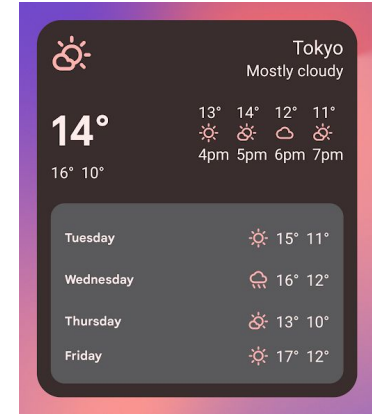 Tokyo
Mostly cloudy
14°
16° 10°
13° 14° 12° 11°
4pm 5pm 6pm 7pm
Tuesday 15° 11°
Wednesday 16° 12°
Thursday 13° 10°
Friday 17° 12°